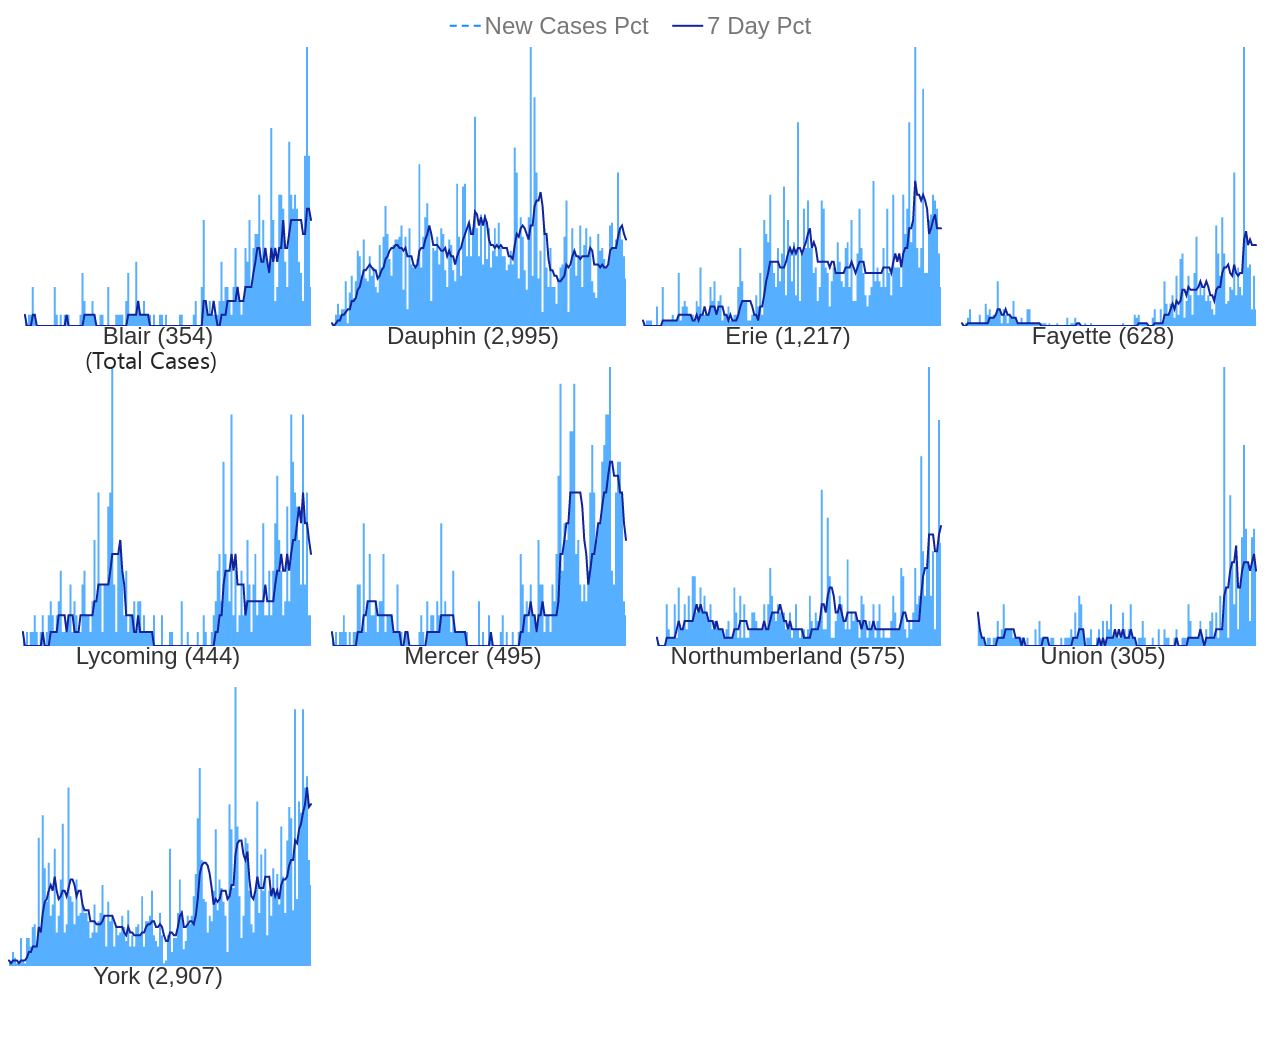 New Cases Pct 7 Day Pct
Blair (354)
(Total Cases)
Dauphin (2,995)
Erie (1,217)
Fayette (628)
Lycoming (444)
Mercer (495)
Northumberland (575)
Union (305)
York (2,907)